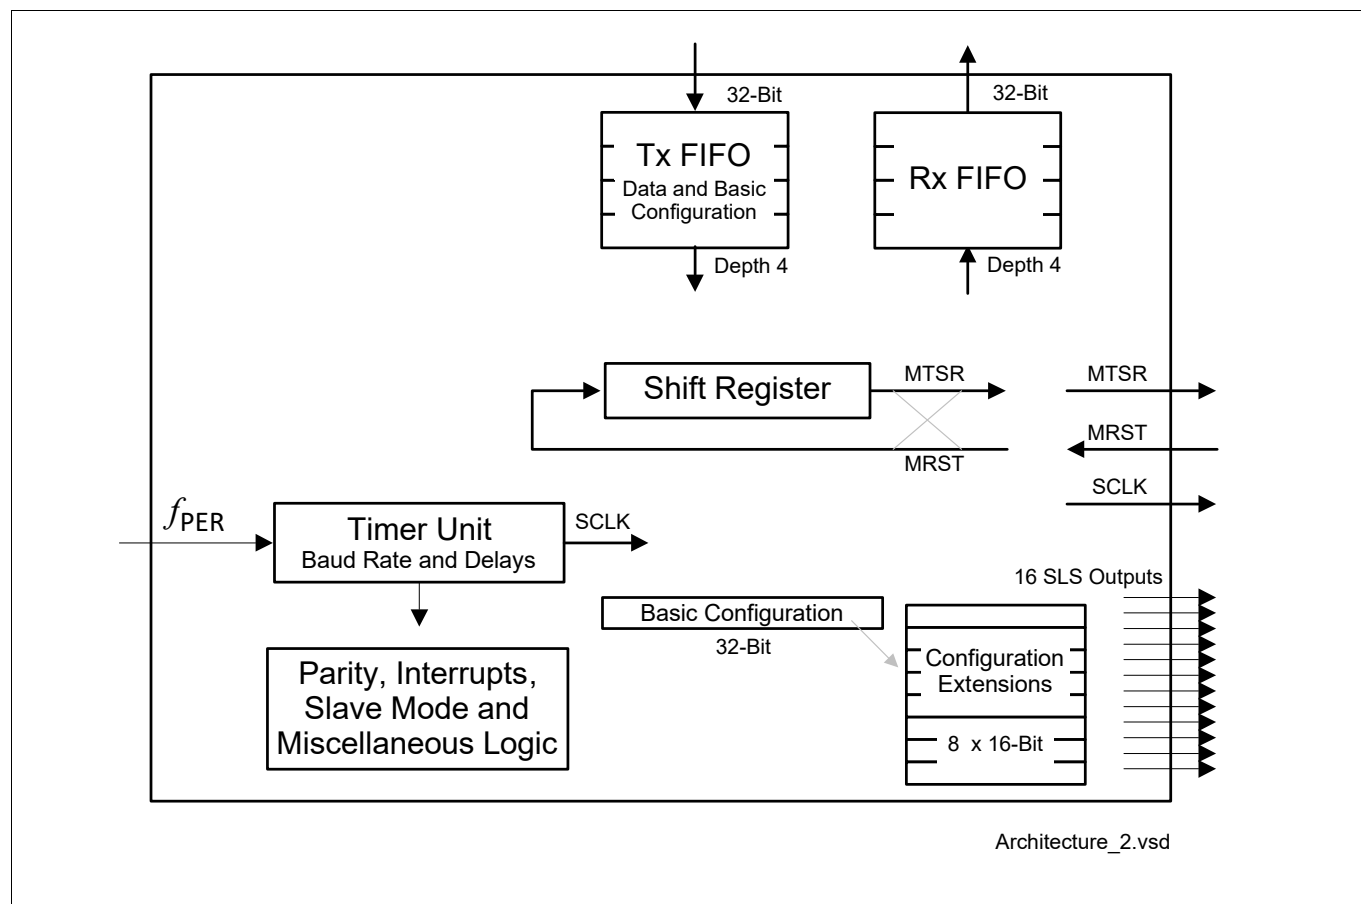 32-Bit
32-Bit
Tx FIFO
Data and Basic
Configuration
Rx FIFO
Depth 4
Depth 4
Shift Register
MTSR
MTSR
MRST
MRST
SCLK
fPER
Timer Unit
Baud Rate and Delays
SCLK
16 SLS Outputs
Basic Configuration
32-Bit
Configuration
Extensions
8 x 16-Bit
Parity, Interrupts,
Slave Mode and
Miscellaneous Logic
Architecture_2.vsd